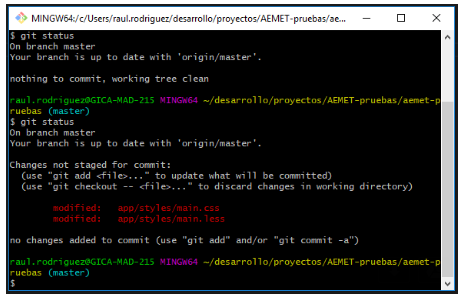 MINGW64:/c/Users/raul.rodriguez/desarrollo/proyectos/AEMET-pruebas/ae...
$ git status
On branch master
Your branch is up to date with 'origin/master'.
nothing to commit, working tree clean
raul.rodriguez@GICA-MAD-215 MINGW64 ~/desarrollo/proyectos/AEMET-pruebas/aemet-p
ruebas (master)
$ git status
On branch master
Your branch is up to date with 'origin/master'.
Changes not staged for commit:
(use "git add <file>..." to update what will be committed)
(use "git checkout -- <file>..." to discard changes in working directory)
modified: app/styles/main.css
modified: app/styles/main.less
no changes added to commit (use "git add" and/or "git commit -a")
raul.rodriguez@GICA-MAD-215 MINGW64 ~/desarrollo/proyectos/AEMET-pruebas/aemet-p
ruebas (master)
$